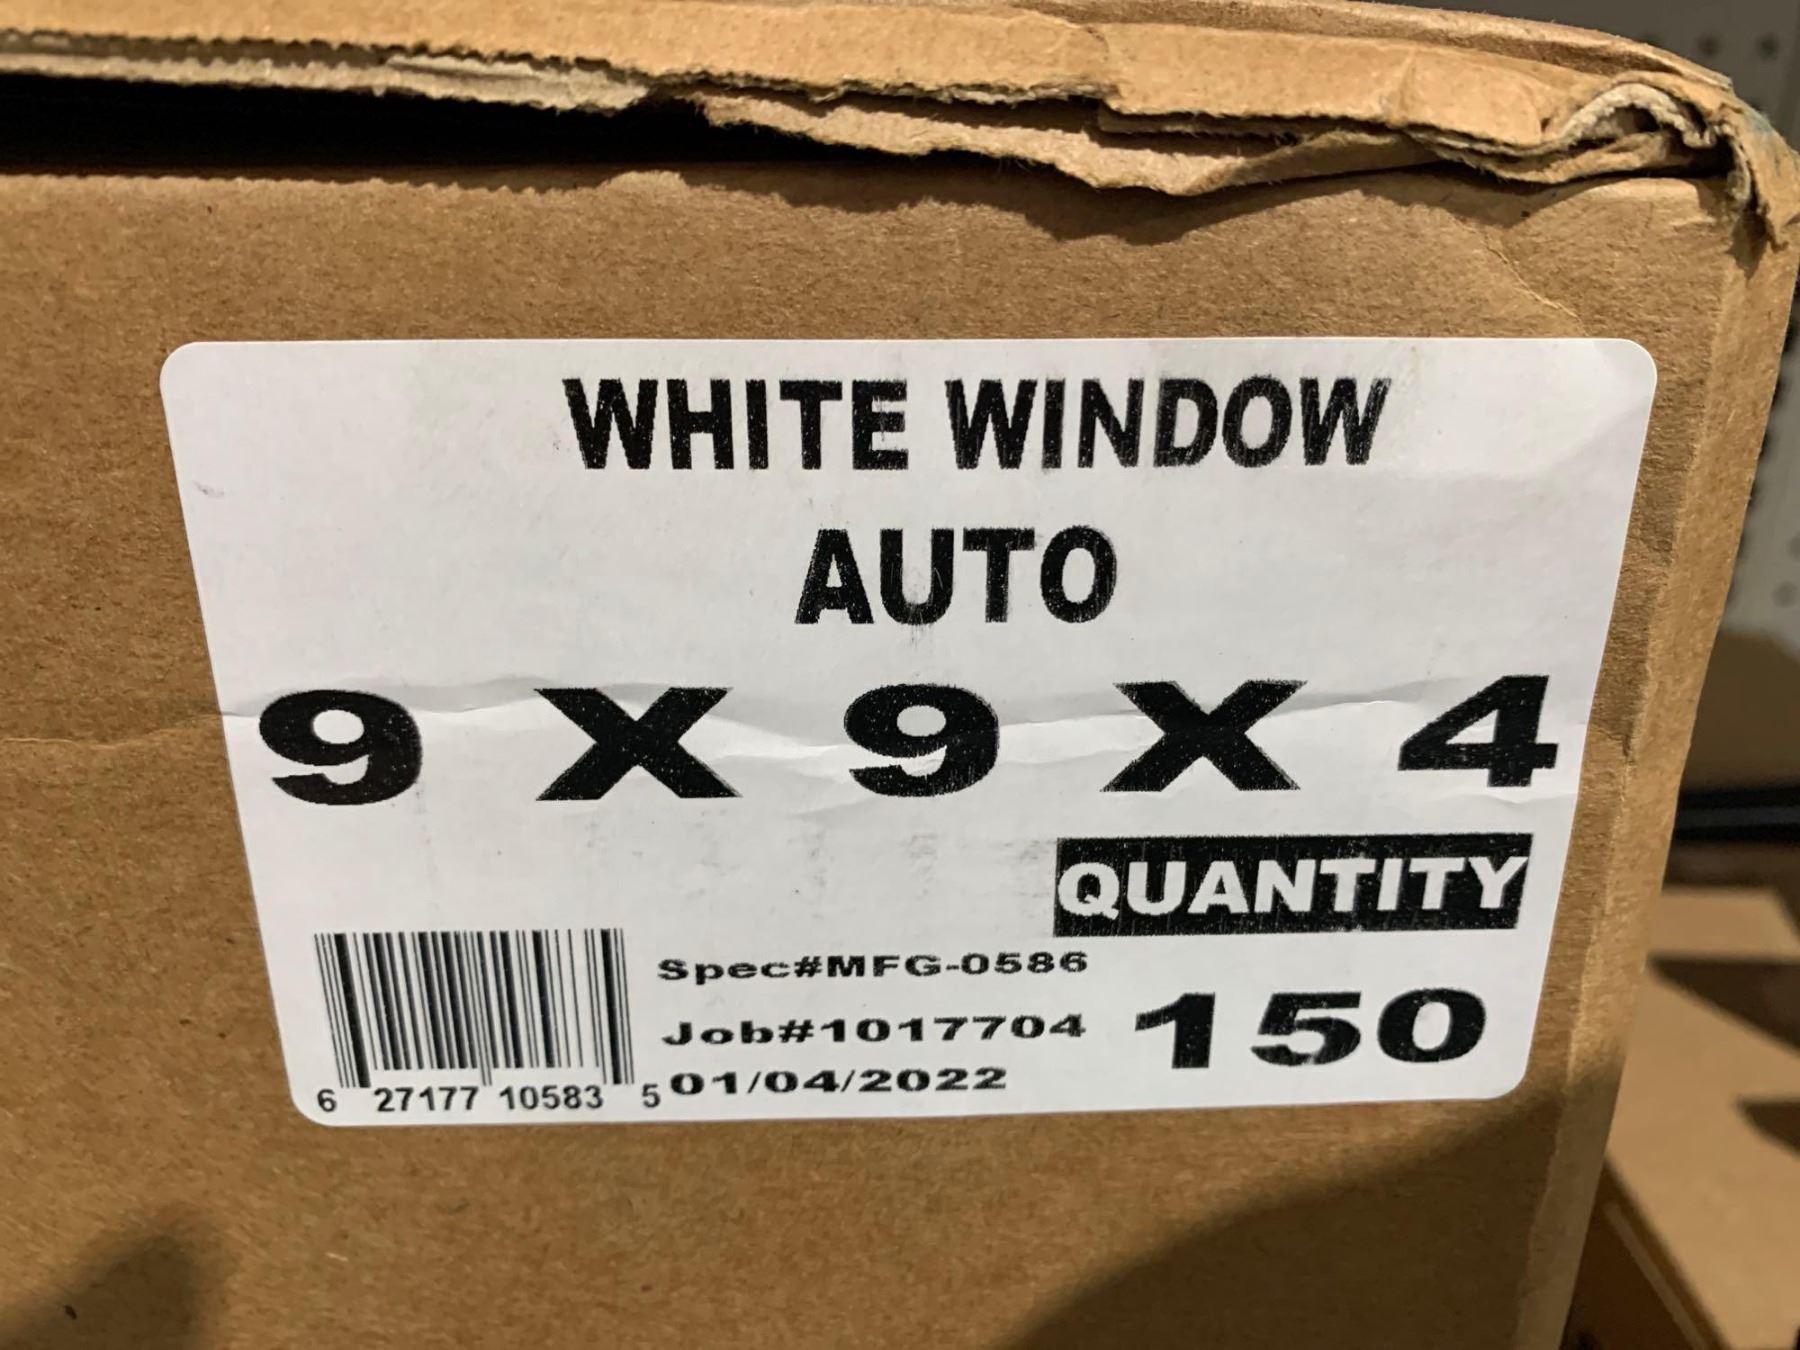 WHITE WINDOW
AUTO
9 X 9 X 4
QUANTITY
Spec#MFG-0586
Job#1017704
150
01/04/2022
6 27177 10583 5